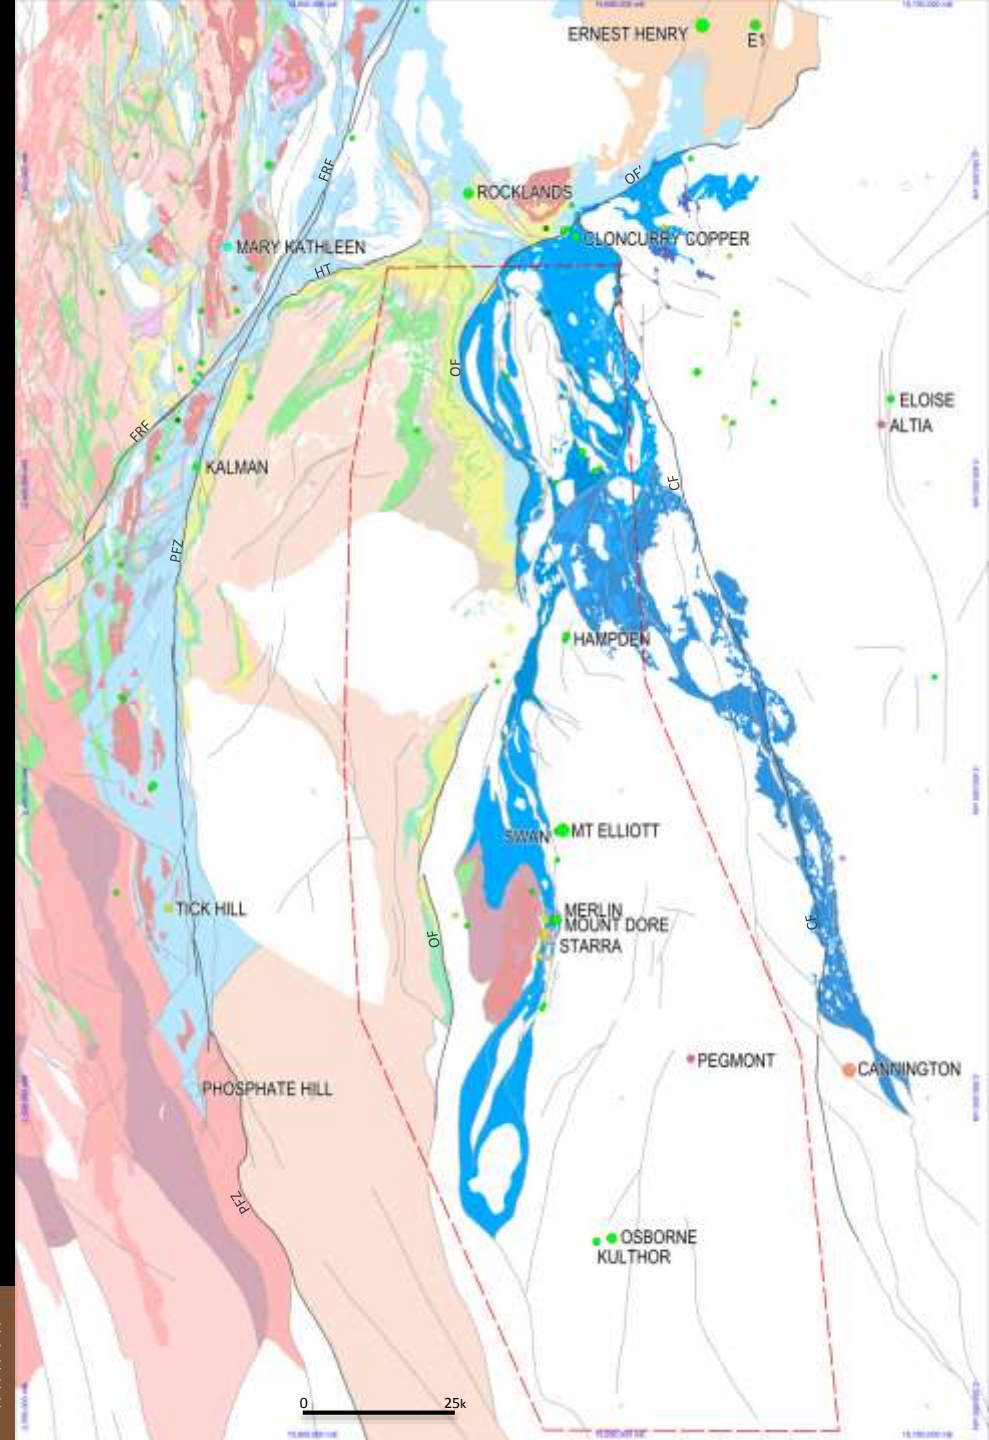 ERNEST HENRY
E1
FRF
OF'
ROCKLANDS
CLONCURRY COPPER
MARY KATHLEEN
HT
OF
ELOISE
ALTIA
FRF
KALMAN
CF
PFZ
HAMPDEN
SWAN
MT ELLIOTT
TICK HILL
MERLIN
MOUNT DORE
STARRA
OF
CF
PEGMONT
CANNINGTON
PHOSPHATE HILL
PFZ
OSBORNE
KULTHOR
0 25k